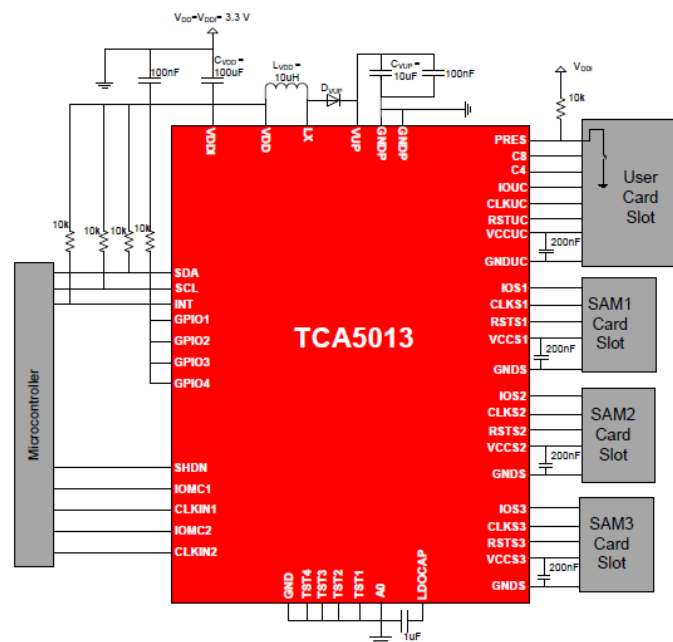 VDD=VDDI= 3.3 V
100nF
CVDD=
100uF
LVDD=
10uH
DVUP
CVUP=
10uF
100nF
VDDI
10k
VDDI
VDD
LX
VUP
GNDP
GNDP
PRES
C8
C4
IOUC
CLKUC
RSTUC
VCCUC
GNDUC
200nF
User
Card
Slot
10k
10k
10k
10k
SDA
SCL
INT
GPIO1
GPIO2
GPIO3
GPIO4
TCA5013
IOS1
CLKS1
RSTS1
VCCS1
GNDS
200nF
SAM1
Card
Slot
Microcontroller
IOS2
CLKS2
RSTS2
VCCS2
GNDS
200nF
SAM2
Card
Slot
SHDN
IOMC1
CLKIN1
IOMC2
CLKIN2
IOS3
CLKS3
RSTS3
VCCS3
GNDS
200nF
SAM3
Card
Slot
GND
TST4
TST3
TST2
TST1
A0
LDOCAP
1uF